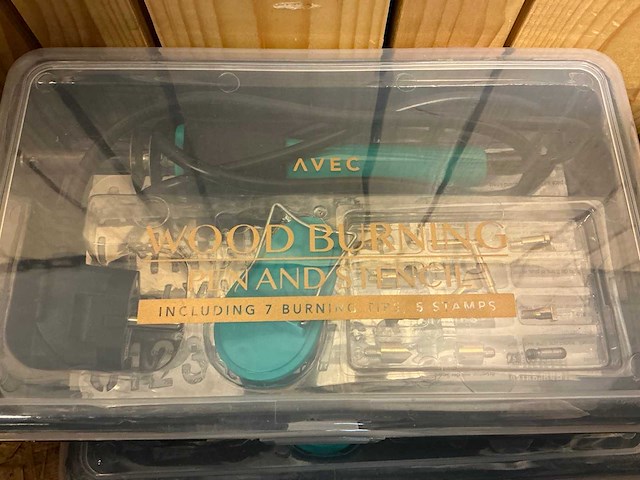 AVEC
WOOD BURNING
PEN AND STENCIL
INCLUDING 7 BURNING TIPS, 5 STAMPS